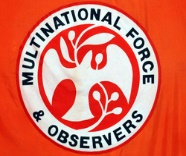 MULTINATIONAL FORCE
& OBSERVERS